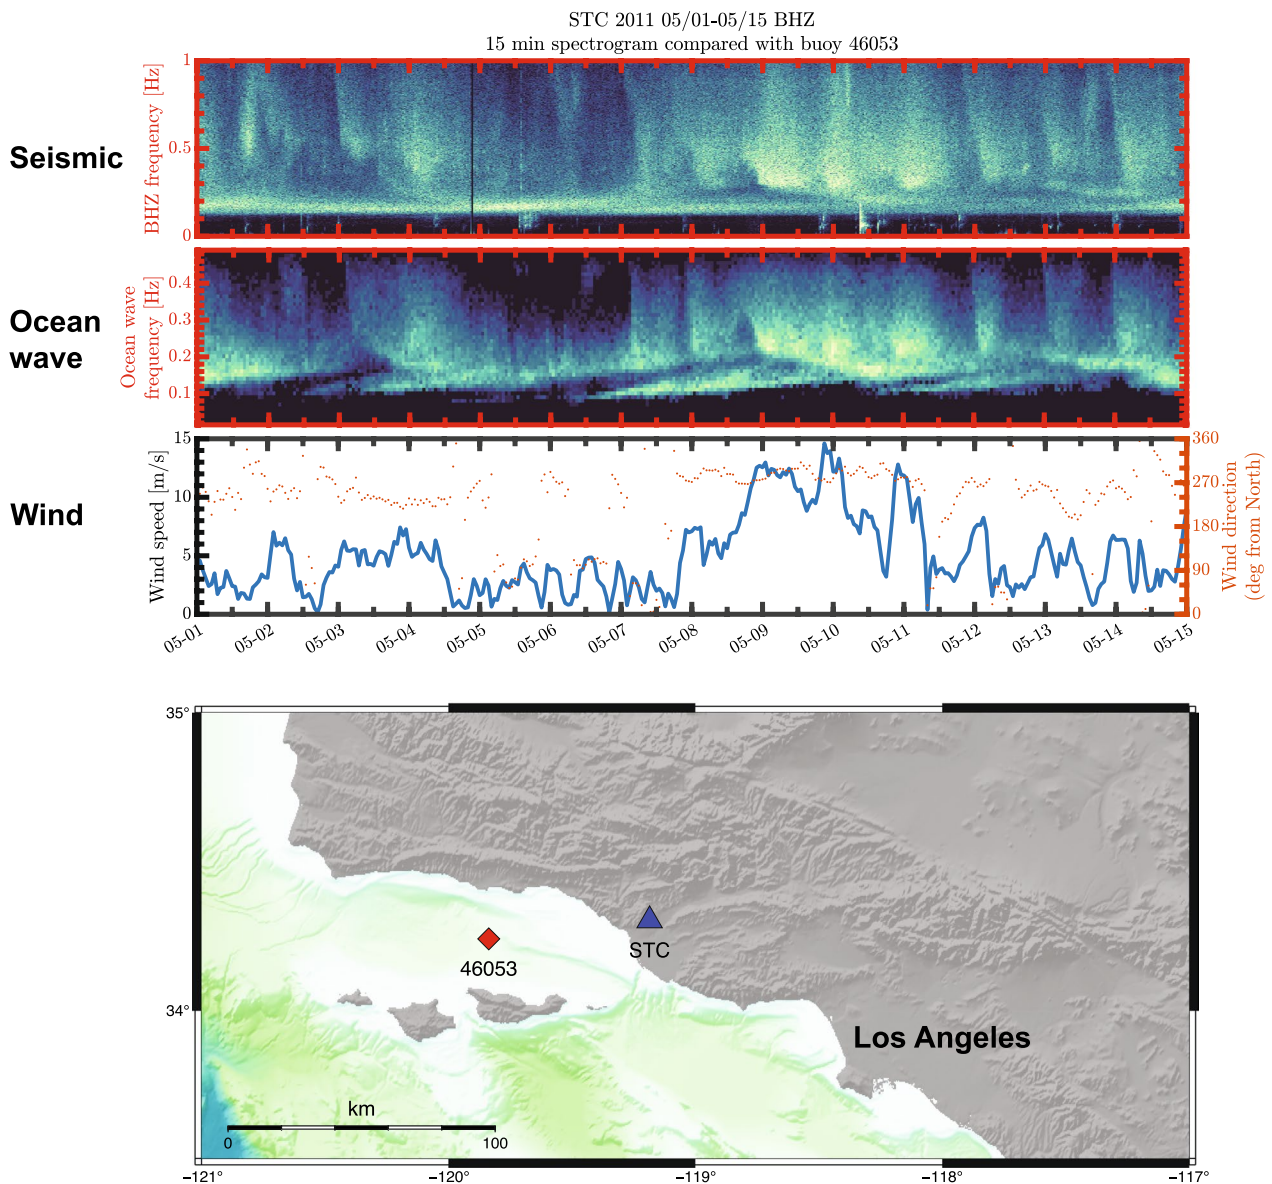 STC 2011 05/01-05/15 BHZ
15 min spectrogram compared with buoy 46053
Seismic
BHZ frequency [Hz]
1
0.5
0
Ocean
wave
Ocean wave
frequency [Hz]
0.4
0.3
0.2
0.1
Wind
Wind speed [m/s]
15
10
5
0
360
270
180
90
0
Wind direction
(deg from North)
05-01 05-02 05-03 05-04 05-05 05-06 05-07 05-08 05-09 05-10 05-11 05-12 05-13 05-14 05-15
35°
34°
46053
STC
Los Angeles
km
0 100
−121° −120° −119° −118° −117°